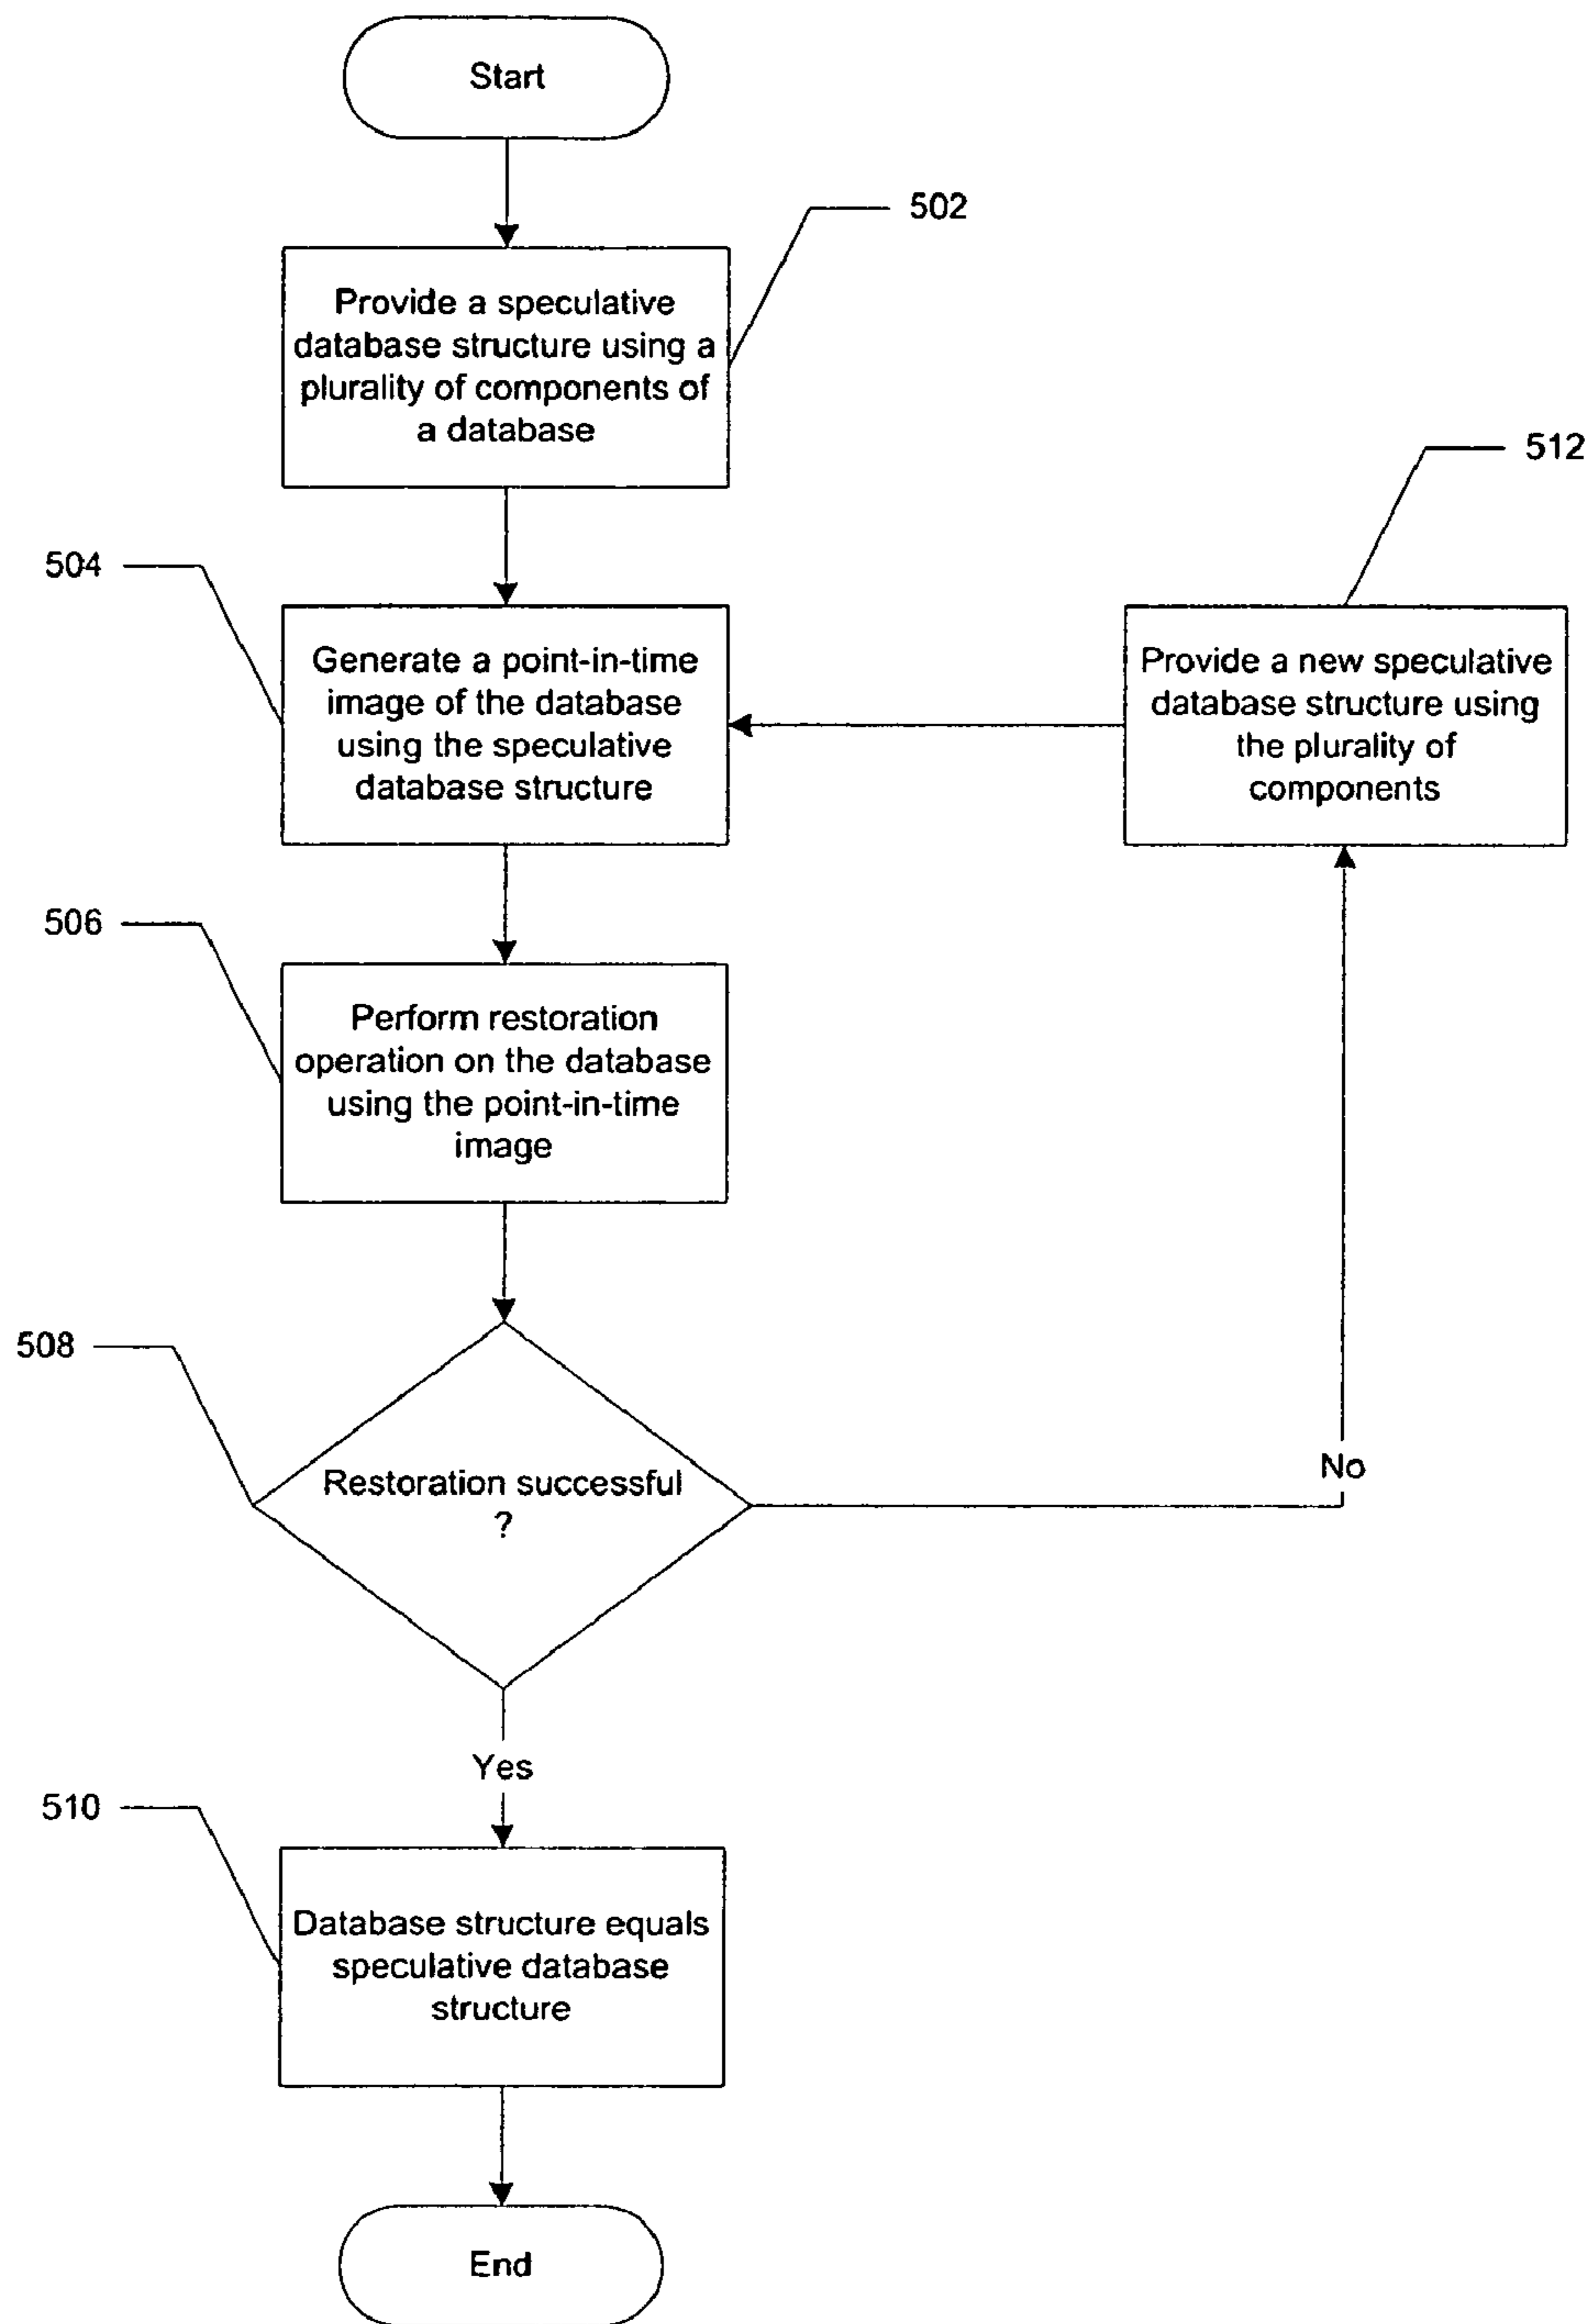 Start
502
Provide a speculative
database structure using a
plurality of components of
a database
512
504
Generate a point-in-time
image of the database
using the speculative
database structure
Provide a new speculative
database structure using
the plurality of
components
506
Perform restoration
operation on the database
using the point-in-time
image
508
Restoration successful
?
No
Yes
510
Database structure equals
speculative database
structure
End